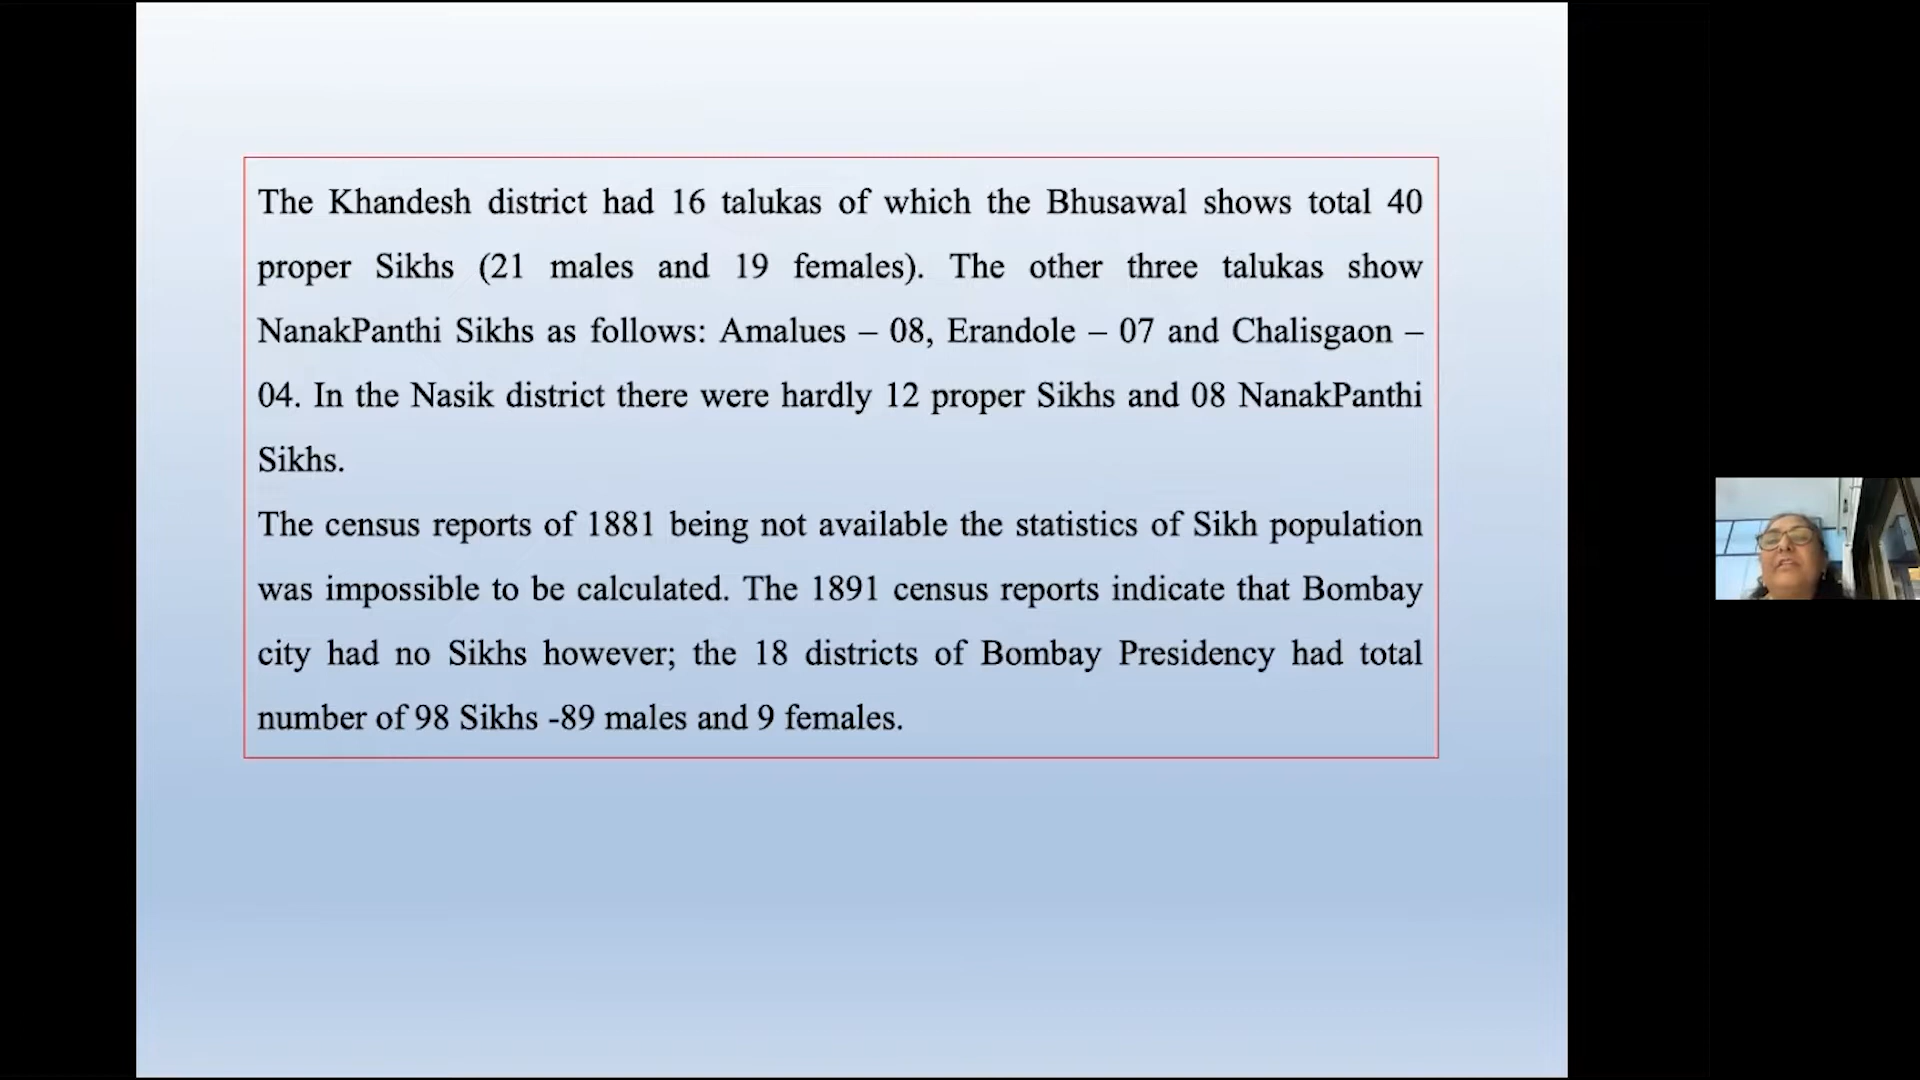 The Khandesh district had 16 talukas of which the Bhusawal shows total 40
proper Sikhs (21 males and 19 females). The other three talukas show
NanakPanthi Sikhs as follows: Amalues – 08, Erandole – 07 and Chalisgaon –
04. In the Nasik district there were hardly 12 proper Sikhs and 08 NanakPanthi
Sikhs.
The census reports of 1881 being not available the statistics of Sikh population
was impossible to be calculated. The 1891 census reports indicate that Bombay
city had no Sikhs however; the 18 districts of Bombay Presidency had total
number of 98 Sikhs -89 males and 9 females.